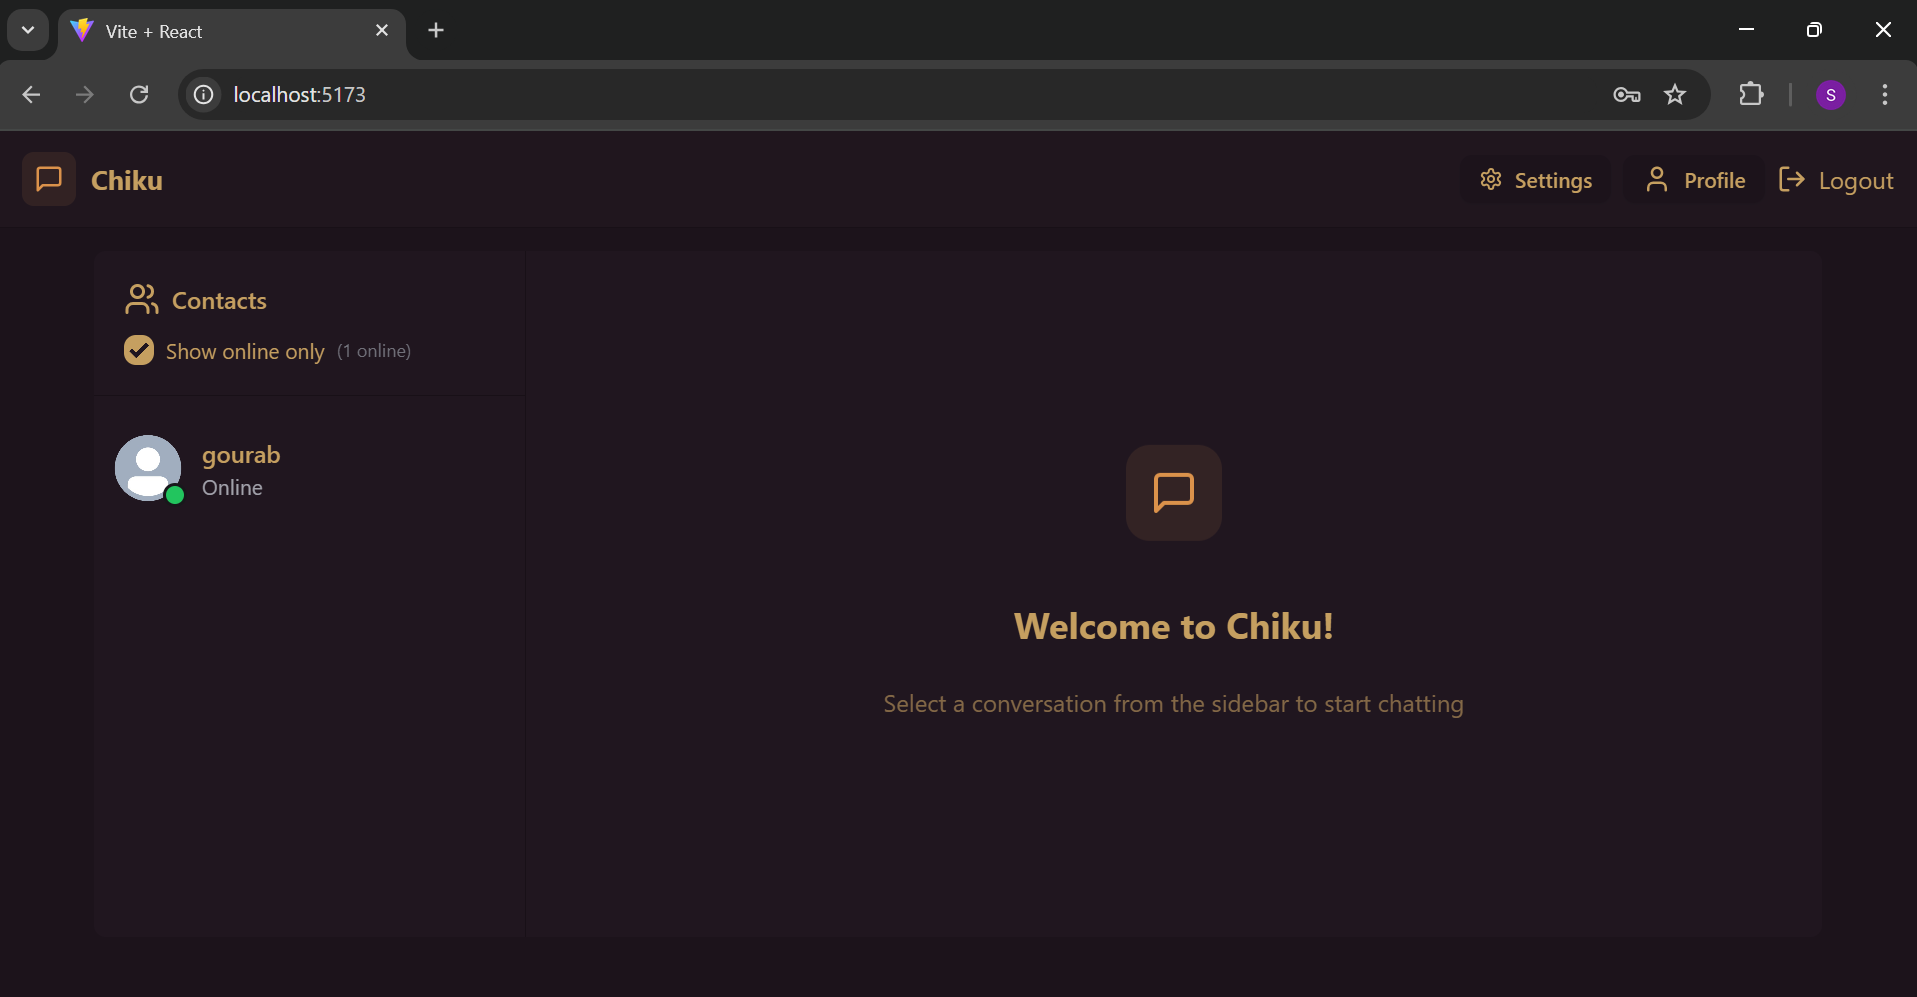 Vite + React
localhost:5173
S
Chiku
Settings
Profile
Logout
Contacts
Show online only (1 online)
gourab
Online
Welcome to Chiku!
Select a conversation from the sidebar to start chatting